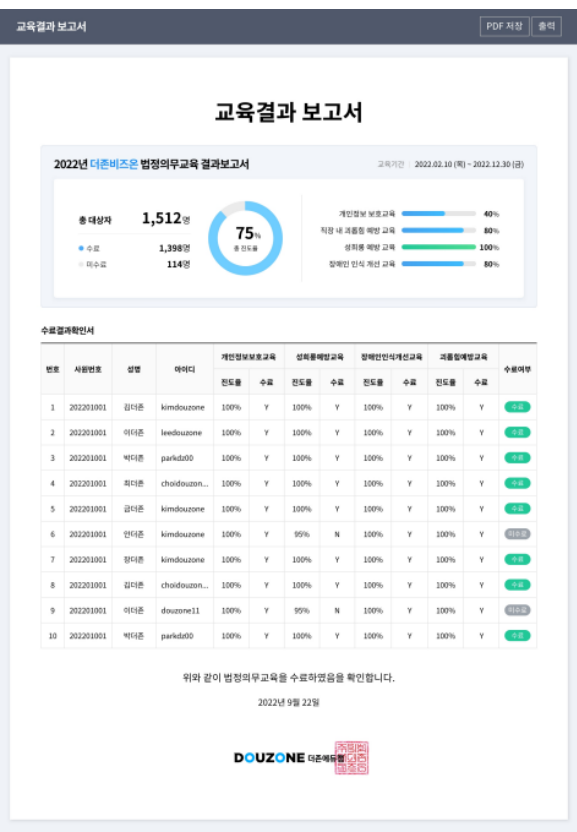 교육결과 보고서
PDF 저장 출력
교육결과 보고서
2022년 더존비즈온 법정의무교육 결과보고서 교육기간 2022.02.10 (목) ~ 2022.12.30 (금)
총 대상자 1,512명
수료 1,398명
미수료 114명
75%
총 진도율
개인정보 보호교육 40%
직장 내 괴롭힘 예방 교육 80%
성희롱 예방 교육 100%
장애인 인식 개선 교육 80%
수료결과확인서
번호 사원번호 성명 아이디 개인정보보호교육 성희롱예방교육 장애인인식개선교육 괴롭힘예방교육 수료여부
진도율 수료 진도율 수료 진도율 수료 진도율 수료
1 202201001 김더존 kimdouzone 100% Y 100% Y 100% Y 100% Y 수료
2 202201001 이더존 leedouzone 100% Y 100% Y 100% Y 100% Y 수료
3 202201001 박더존 parkdz00 100% Y 100% Y 100% Y 100% Y 수료
4 202201001 최더존 choidouzon... 100% Y 100% Y 100% Y 100% Y 수료
5 202201001 금더존 kimdouzone 100% Y 100% Y 100% Y 100% Y 수료
6 202201001 안더존 kimdouzone 100% Y 95% N 100% Y 100% Y 미수료
7 202201001 장더존 kimdouzone 100% Y 100% Y 100% Y 100% Y 수료
8 202201001 김더존 choidouzon... 100% Y 100% Y 100% Y 100% Y 수료
9 202201001 이더존 douzone11 100% Y 95% N 100% Y 100% Y 미수료
10 202201001 박더존 parkdz00 100% Y 100% Y 100% Y 100% Y 수료
위와 같이 법정의무교육을 수료하였음을 확인합니다.
2022년 9월 22일
DOUZONE 더존에듀